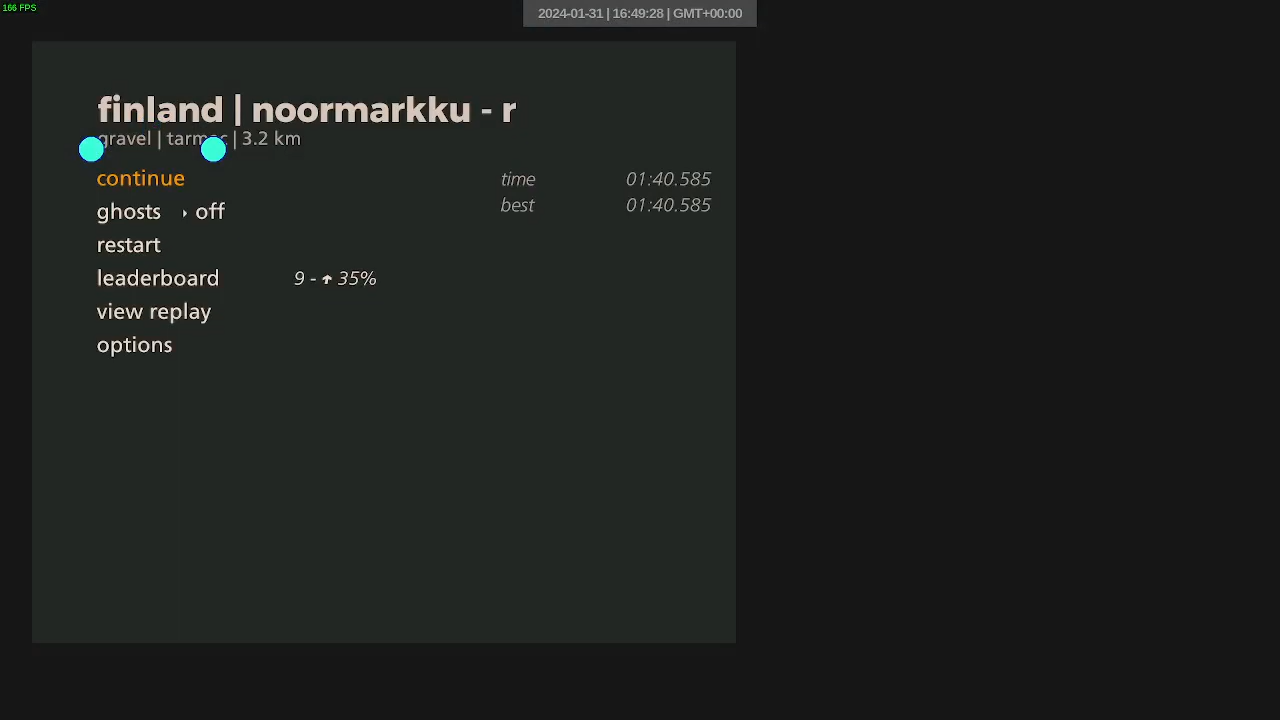 166 FPS
2024-01-31 | 16:49:28 | GMT+00:00
finland | noormarkku - r
gravel | tarmac | 3.2 km
continue
time 01:40.585
best 01:40.585
ghosts ‣ off
restart
leaderboard 9 - ↑ 35%
view replay
options